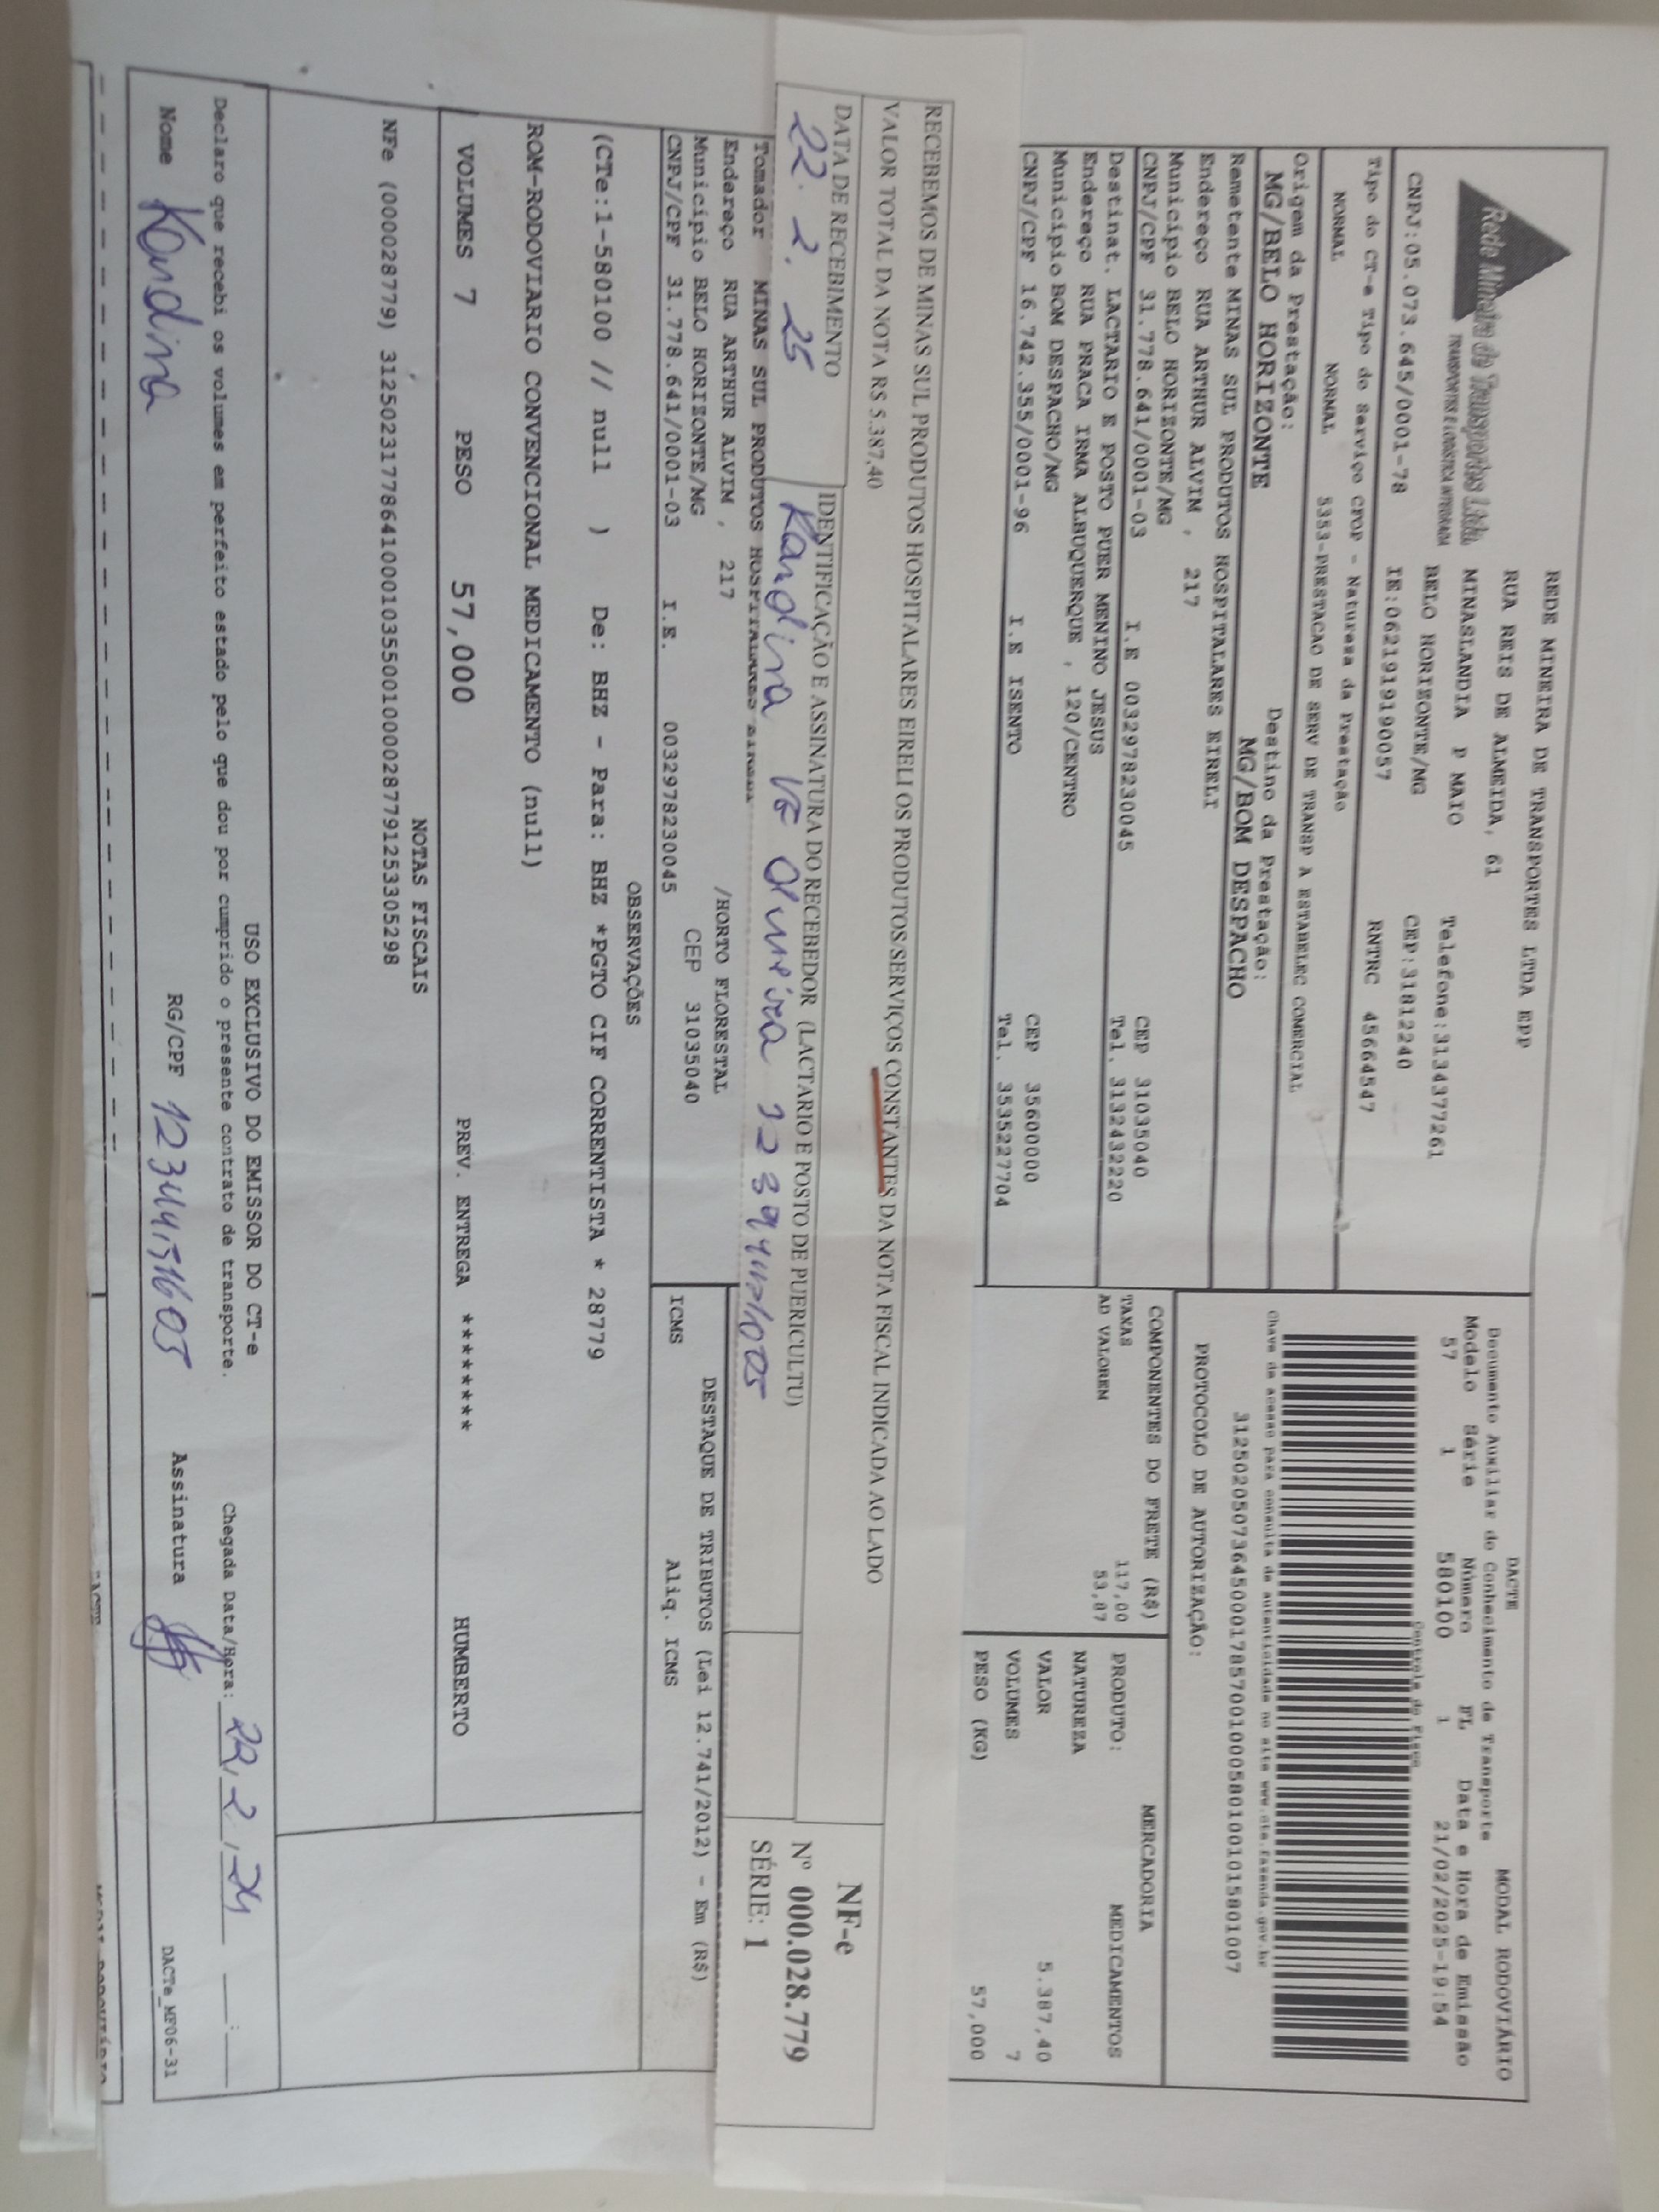 Rede Mineira de Transportes Ltda.
TRANSPORTES E LOGISTICA INTEGRADA
CNPJ:05.073.645/0001-78
REDE MINEIRA DE TRANSPORTES LTDA EPP
RUA REIS DE ALMEIDA, 61
MINASLANDIA P MAIO
BELO HORIZONTE/MG
IE:0621919190057
Telefone:3134377261
CEP:31812240
RNTRC 45664547
Tipo do CT-e Tipo do Serviço CFOP - Natureza da Prestação
NORMAL NORMAL 5353-PRESTACAO DE SERV DE TRANSP A ESTABELEC COMERCIAL
Origem da Prestação: Destino da Prestação:
MG/BELO HORIZONTE MG/BOM DESPACHO
Remetente MINAS SUL PRODUTOS HOSPITALARES EIRELI
Endereço RUA ARTHUR ALVIM , 217
Município BELO HORIZONTE/MG CEP 31035040
CNPJ/CPF 31.778.641/0001-03 I.E 0032978230045 Tel. 3132432220
Destinat. LACTARIO E POSTO PUER MENINO JESUS
Endereço RUA PRACA IRMA ALBUQUERQUE , 120/CENTRO
Município BOM DESPACHO/MG CEP 35600000
CNPJ/CPF 16.742.355/0001-96 I.E ISENTO Tel. 3535227704
DACTE MODAL RODOVIÁRIO
Documento Auxiliar do Conhecimento de Transporte
Modelo Série Número FL Data e Hora de Emissão
57 1 580100 1 21/02/2025-19:54
Controle do Fisco
Chave de acesso para consulta de autenticidade no site www.cte.fazenda.gov.br
31250205073645000178570010005801001015801007
PROTOCOLO DE AUTORIZAÇÃO:
COMPONENTES DO FRETE (R$)
TAXAS 117,00
AD VALOREM 53,87
MERCADORIA
PRODUTO: MEDICAMENTOS
NATUREZA
VALOR 5.387,40
VOLUMES 7
PESO (KG) 57,000
RECEBEMOS DE MINAS SUL PRODUTOS HOSPITALARES EIRELI OS PRODUTOS/SERVIÇOS CONSTANTES DA NOTA FISCAL INDICADA AO LADO
VALOR TOTAL DA NOTA R$ 5.387,40
DATA DE RECEBIMENTO
22. 2. 25
IDENTIFICAÇÃO E ASSINATURA DO RECEBEDOR (LACTARIO E POSTO DE PUERICULTU)
NF-e
Nº 000.028.779
SÉRIE: 1
Tomador MINAS SUL PRODUTOS HOSPITALARES EIRELI
Endereço RUA ARTHUR ALVIM , 217 /HORTO FLORESTAL
Município BELO HORIZONTE/MG CEP 31035040
CNPJ/CPF 31.778.641/0001-03 I.E. 0032978230045
DESTAQUE DE TRIBUTOS (Lei 12.741/2012) - Em (R$)
ICMS Aliq. ICMS
OBSERVAÇÕES
(CTe:1-580100 // null ) De: BHZ - Para: BHZ *PGTO CIF CORRENTISTA * 28779
ROM-RODOVIARIO CONVENCIONAL MEDICAMENTO (null)
VOLUMES 7 PESO 57,000 PREV. ENTREGA ******** HUMBERTO
NOTAS FISCAIS
NFe (000028779) 31250231778641000103550010000287791253305298
USO EXCLUSIVO DO EMISSOR DO CT-e
Declaro que recebi os volumes em perfeito estado pelo que dou por cumprido o presente contrato de transporte.
Chegada Data/Hora: 22, 2, 24
Nome RG/CPF Assinatura
DACTe_MF06-31